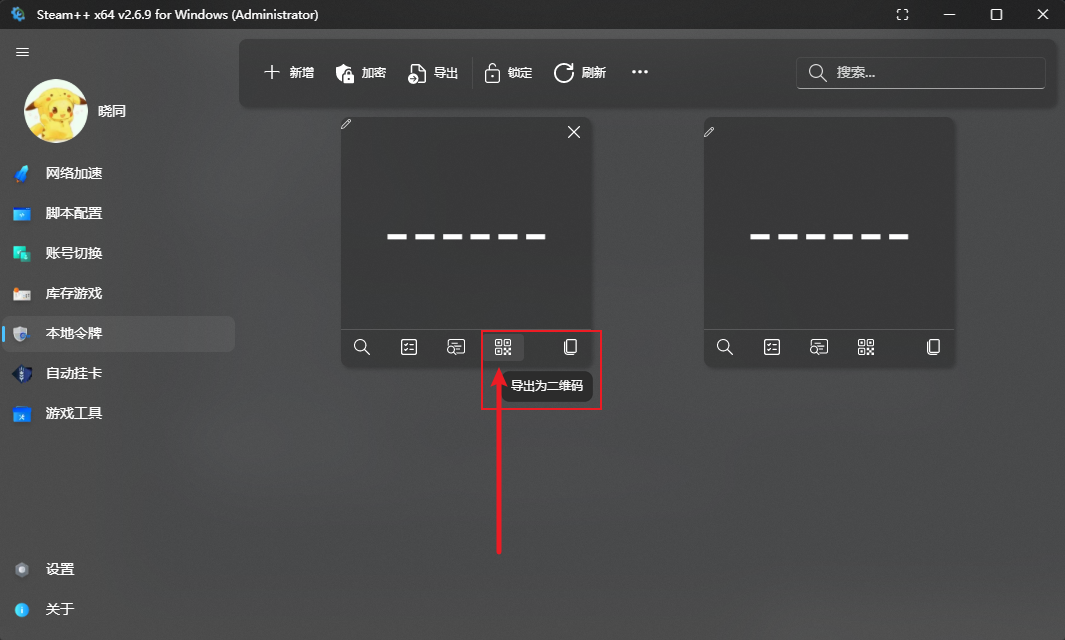 Steam++ x64 v2.6.9 for Windows (Administrator)
晓同
网络加速
脚本配置
账号切换
库存游戏
本地令牌
自动挂卡
游戏工具
设置
关于
新增 加密 导出 锁定 刷新 搜索...
导出为二维码